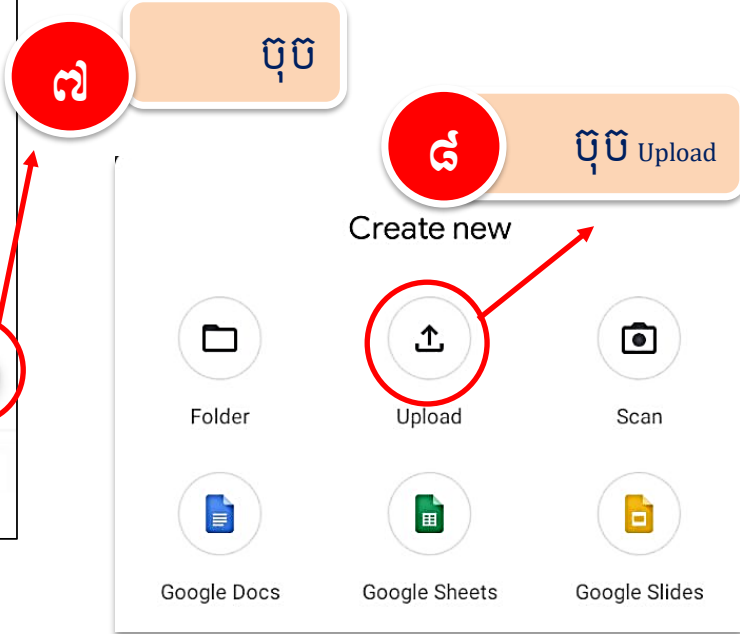 ៧
ចុច
៨
ចុច Upload
Create new
Folder
Upload
Scan
Google Docs
Google Sheets
Google Slides